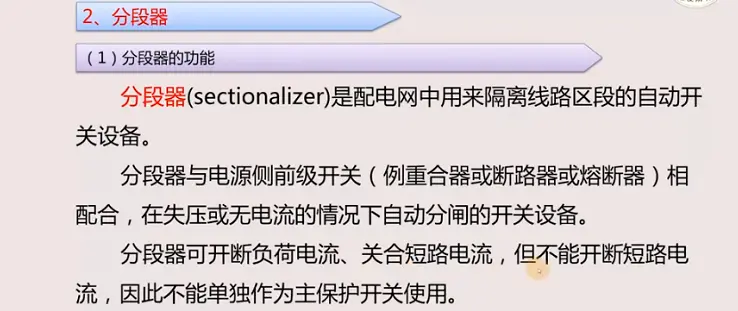 2、分段器
（1）分段器的功能
分段器(sectionalizer)是配电网中用来隔离线路区段的自动开
关设备。
分段器与电源侧前级开关（例重合器或断路器或熔断器）相
配合，在失压或无电流的情况下自动分闸的开关设备。
分段器可开断负荷电流、关合短路电流，但不能开断短路电
流，因此不能单独作为主保护开关使用。